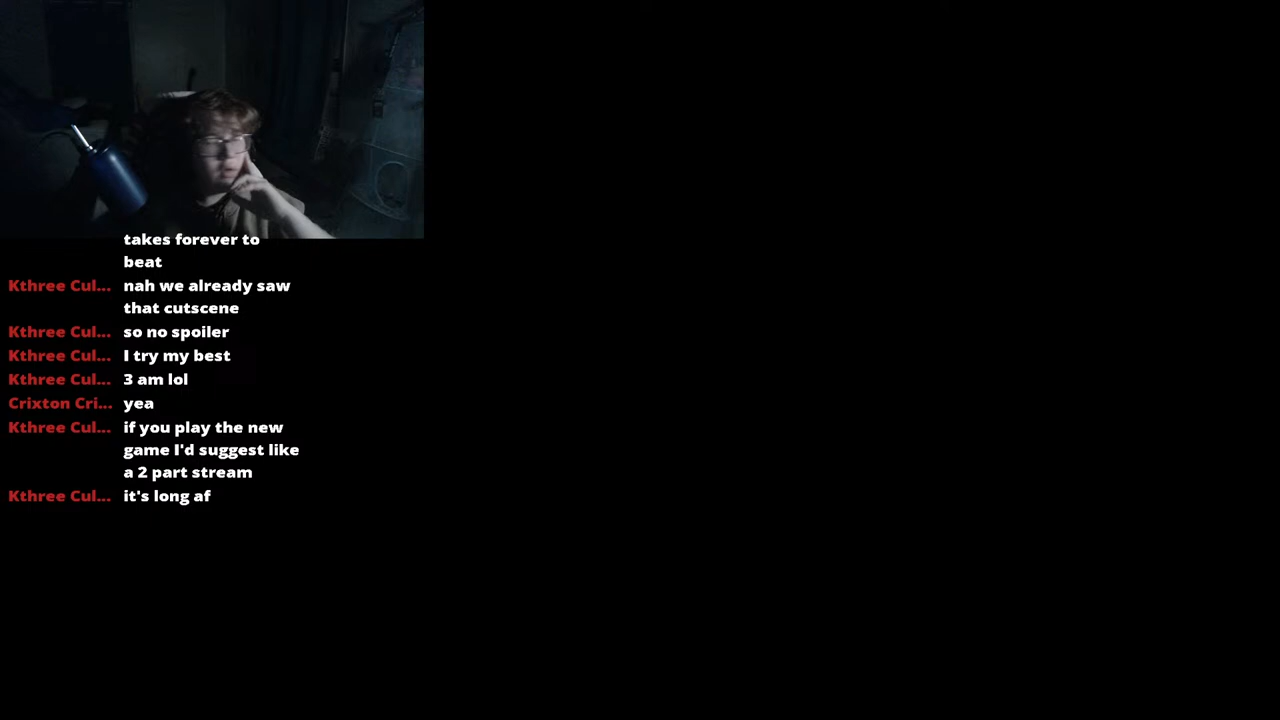 takes forever to
beat
Kthree Cul... nah we already saw
that cutscene
Kthree Cul... so no spoiler
Kthree Cul... I try my best
Kthree Cul... 3 am lol
Crixton Cri... yea
Kthree Cul... if you play the new
game I'd suggest like
a 2 part stream
Kthree Cul... it's long af